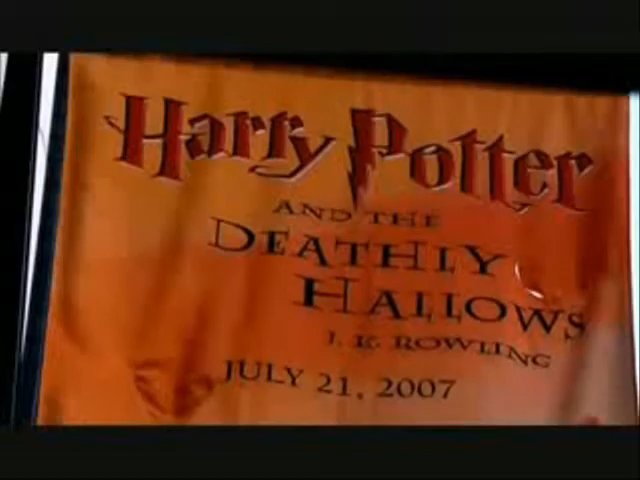 Harry Potter
AND THE
DEATHLY
HALLOWS
J. K. ROWLING
JULY 21, 2007